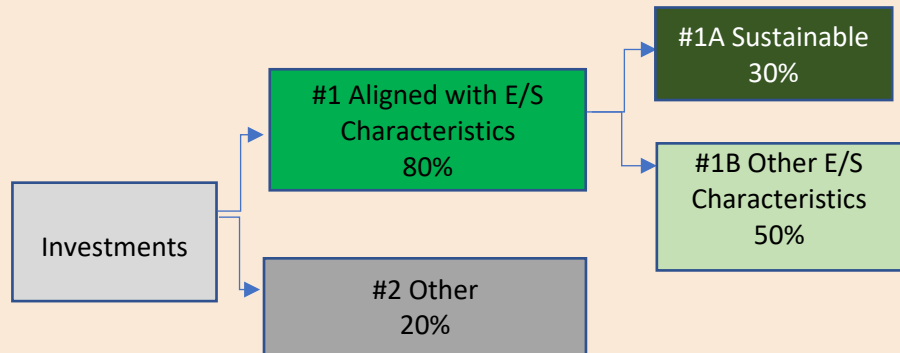 Investments
#1 Aligned with E/S
Characteristics
80%
#2 Other
20%
#1A Sustainable
30%
#1B Other E/S
Characteristics
50%